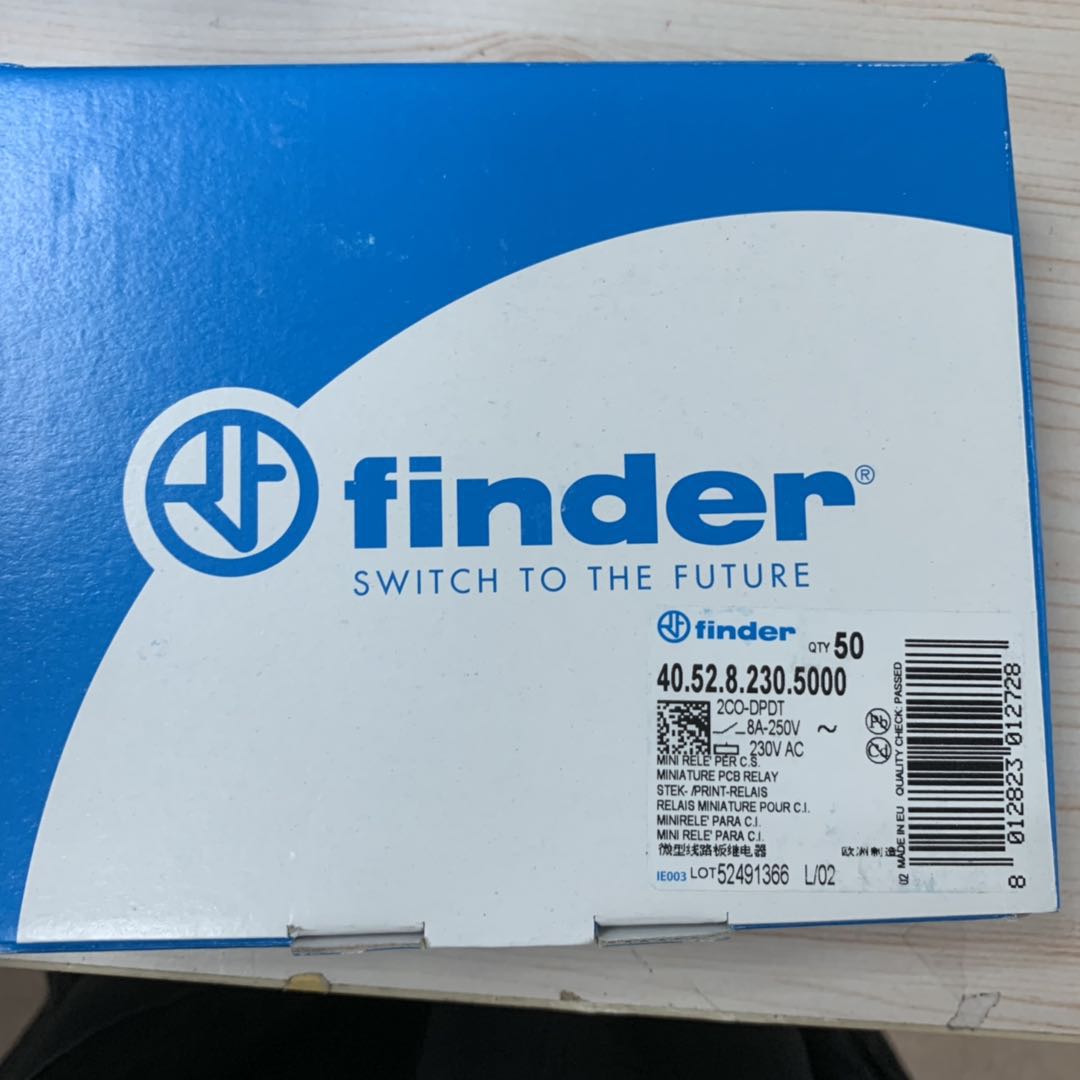 finder®
SWITCH TO THE FUTURE
finder QTY 50
40.52.8.230.5000
2CO-DPDT
8A-250V ~
230V AC
MINI RELE' PER C.S.
MINIATURE PCB RELAY
STEK- /PRINT-RELAIS
RELAIS MINIATURE POUR C.I.
MINIRELE' PARA C.I.
MINI RELE' PARA C.I.
微型线路板继电器 欧洲制造
IE003 LOT 52491366 L/02
02 MADE IN EU QUALITY CHECK: PASSED
8 012823 012728